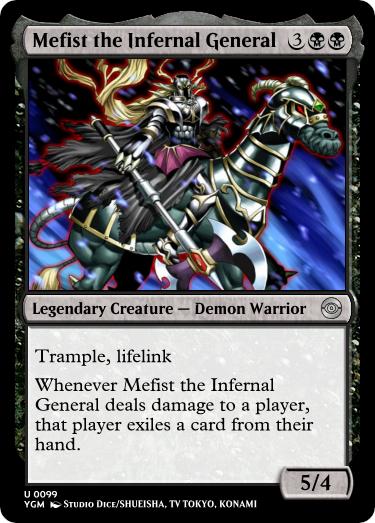 Mefist the Infernal General 3
Legendary Creature — Demon Warrior
Trample, lifelink
Whenever Mefist the Infernal
General deals damage to a player,
that player exiles a card from their
hand.
5/4
U 0099
YGM Studio Dice/SHUEISHA, TV TOKYO, KONAMI